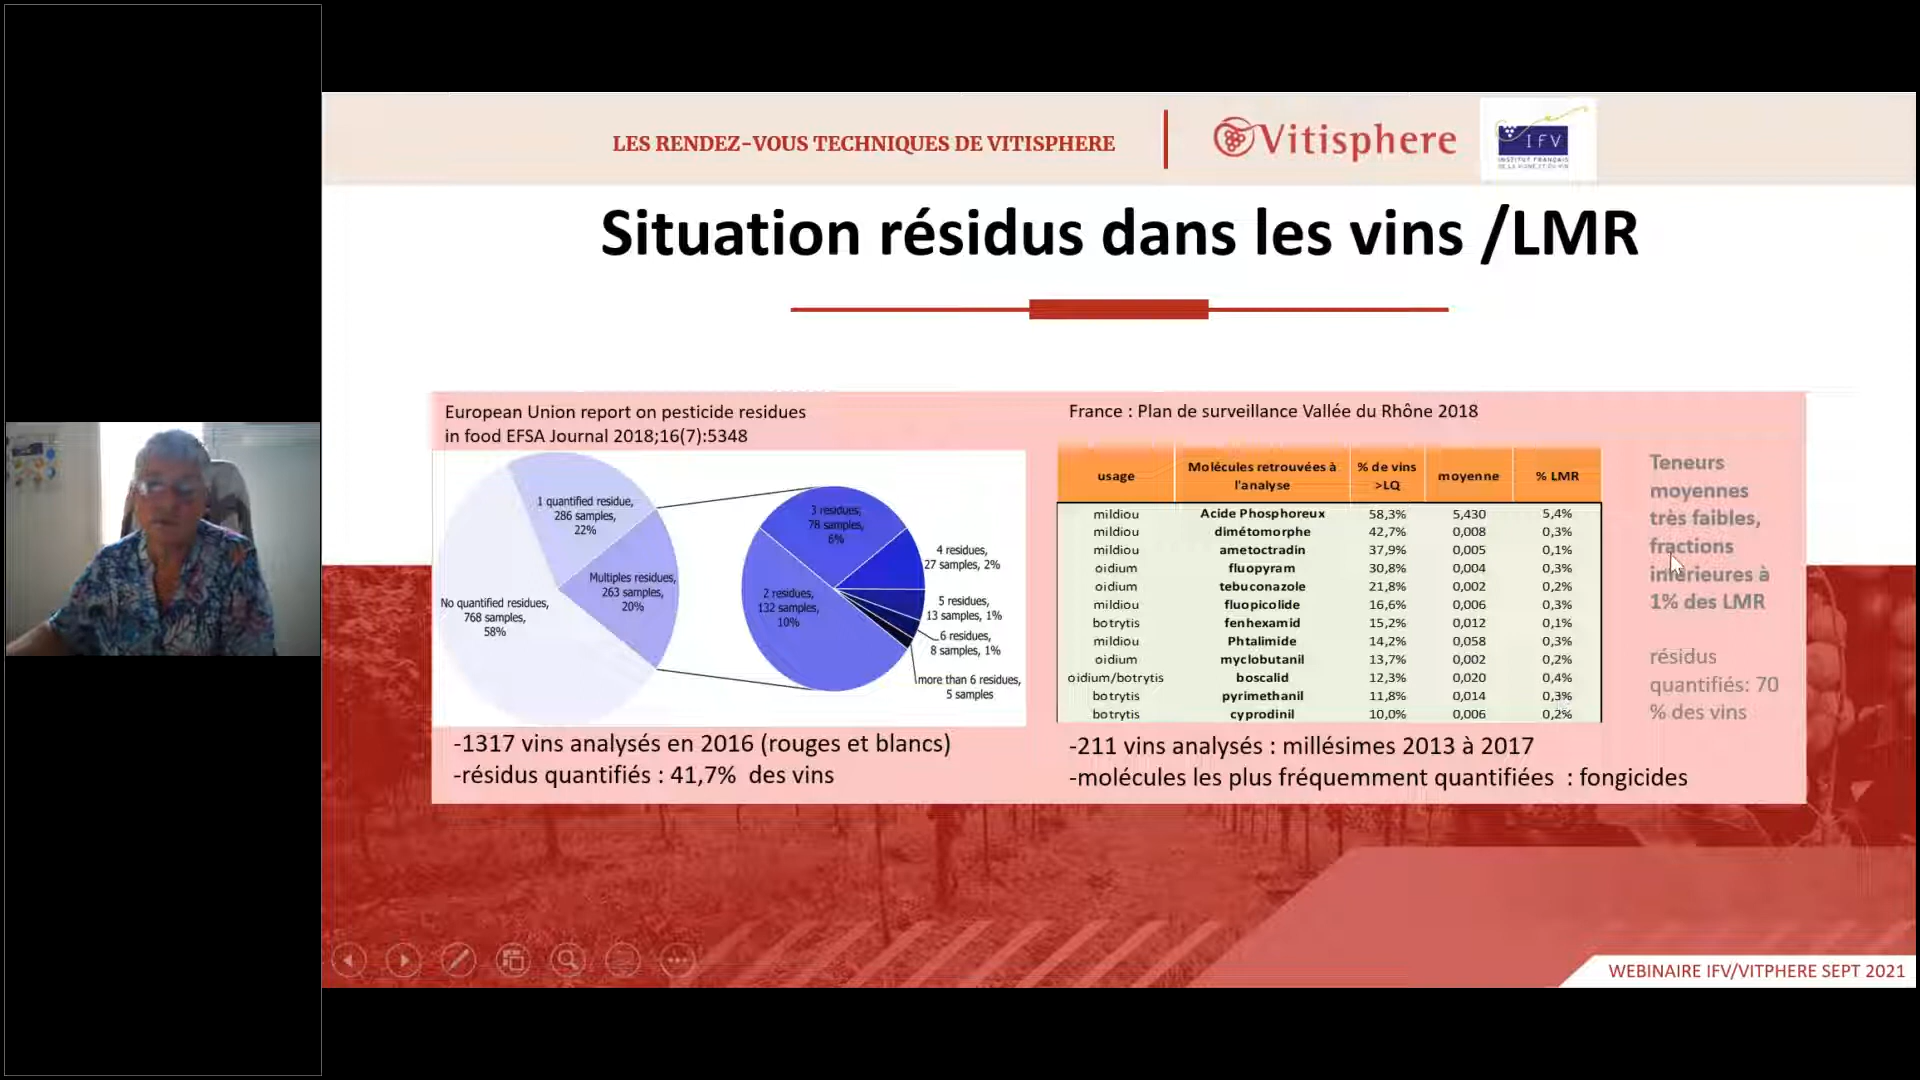 LES RENDEZ-VOUS TECHNIQUES DE VITISPHERE
Vitisphere
IFV
INSTITUT FRANÇAIS
DE LA VIGNE ET DU VIN
Situation résidus dans les vins /LMR
European Union report on pesticide residues
in food EFSA Journal 2018;16(7):5348
1 quantified residue,
286 samples,
22%
Multiples residues,
263 samples,
20%
No quantified residues,
768 samples,
58%
3 residues;
78 samples,
6%
2 residues,
132 samples,
10%
4 residues,
27 samples, 2%
5 residues,
13 samples, 1%
6 residues,
8 samples, 1%
more than 6 residues,
5 samples
-1317 vins analysés en 2016 (rouges et blancs)
-résidus quantifiés : 41,7% des vins
France : Plan de surveillance Vallée du Rhône 2018
usage Molécules retrouvées à l'analyse % de vins >LQ moyenne % LMR
mildiou Acide Phosphoreux 58,3% 5,430 5,4%
mildiou dimétomorphe 42,7% 0,008 0,3%
mildiou ametoctradin 37,9% 0,005 0,1%
oidium fluopyram 30,8% 0,004 0,3%
oidium tebuconazole 21,8% 0,002 0,2%
mildiou fluopicolide 16,6% 0,006 0,3%
botrytis fenhexamid 15,2% 0,012 0,1%
mildiou Phtalimide 14,2% 0,058 0,3%
oidium myclobutanil 13,7% 0,002 0,2%
oidium/botrytis boscalid 12,3% 0,020 0,4%
botrytis pyrimethanil 11,8% 0,014 0,3%
botrytis cyprodinil 10,0% 0,006 0,2%
Teneurs
moyennes
très faibles,
fractions
inférieures à
1% des LMR
résidus
quantifiés: 70
% des vins
-211 vins analysés : millésimes 2013 à 2017
-molécules les plus fréquemment quantifiées : fongicides
WEBINAIRE IFV/VITPHERE SEPT 2021